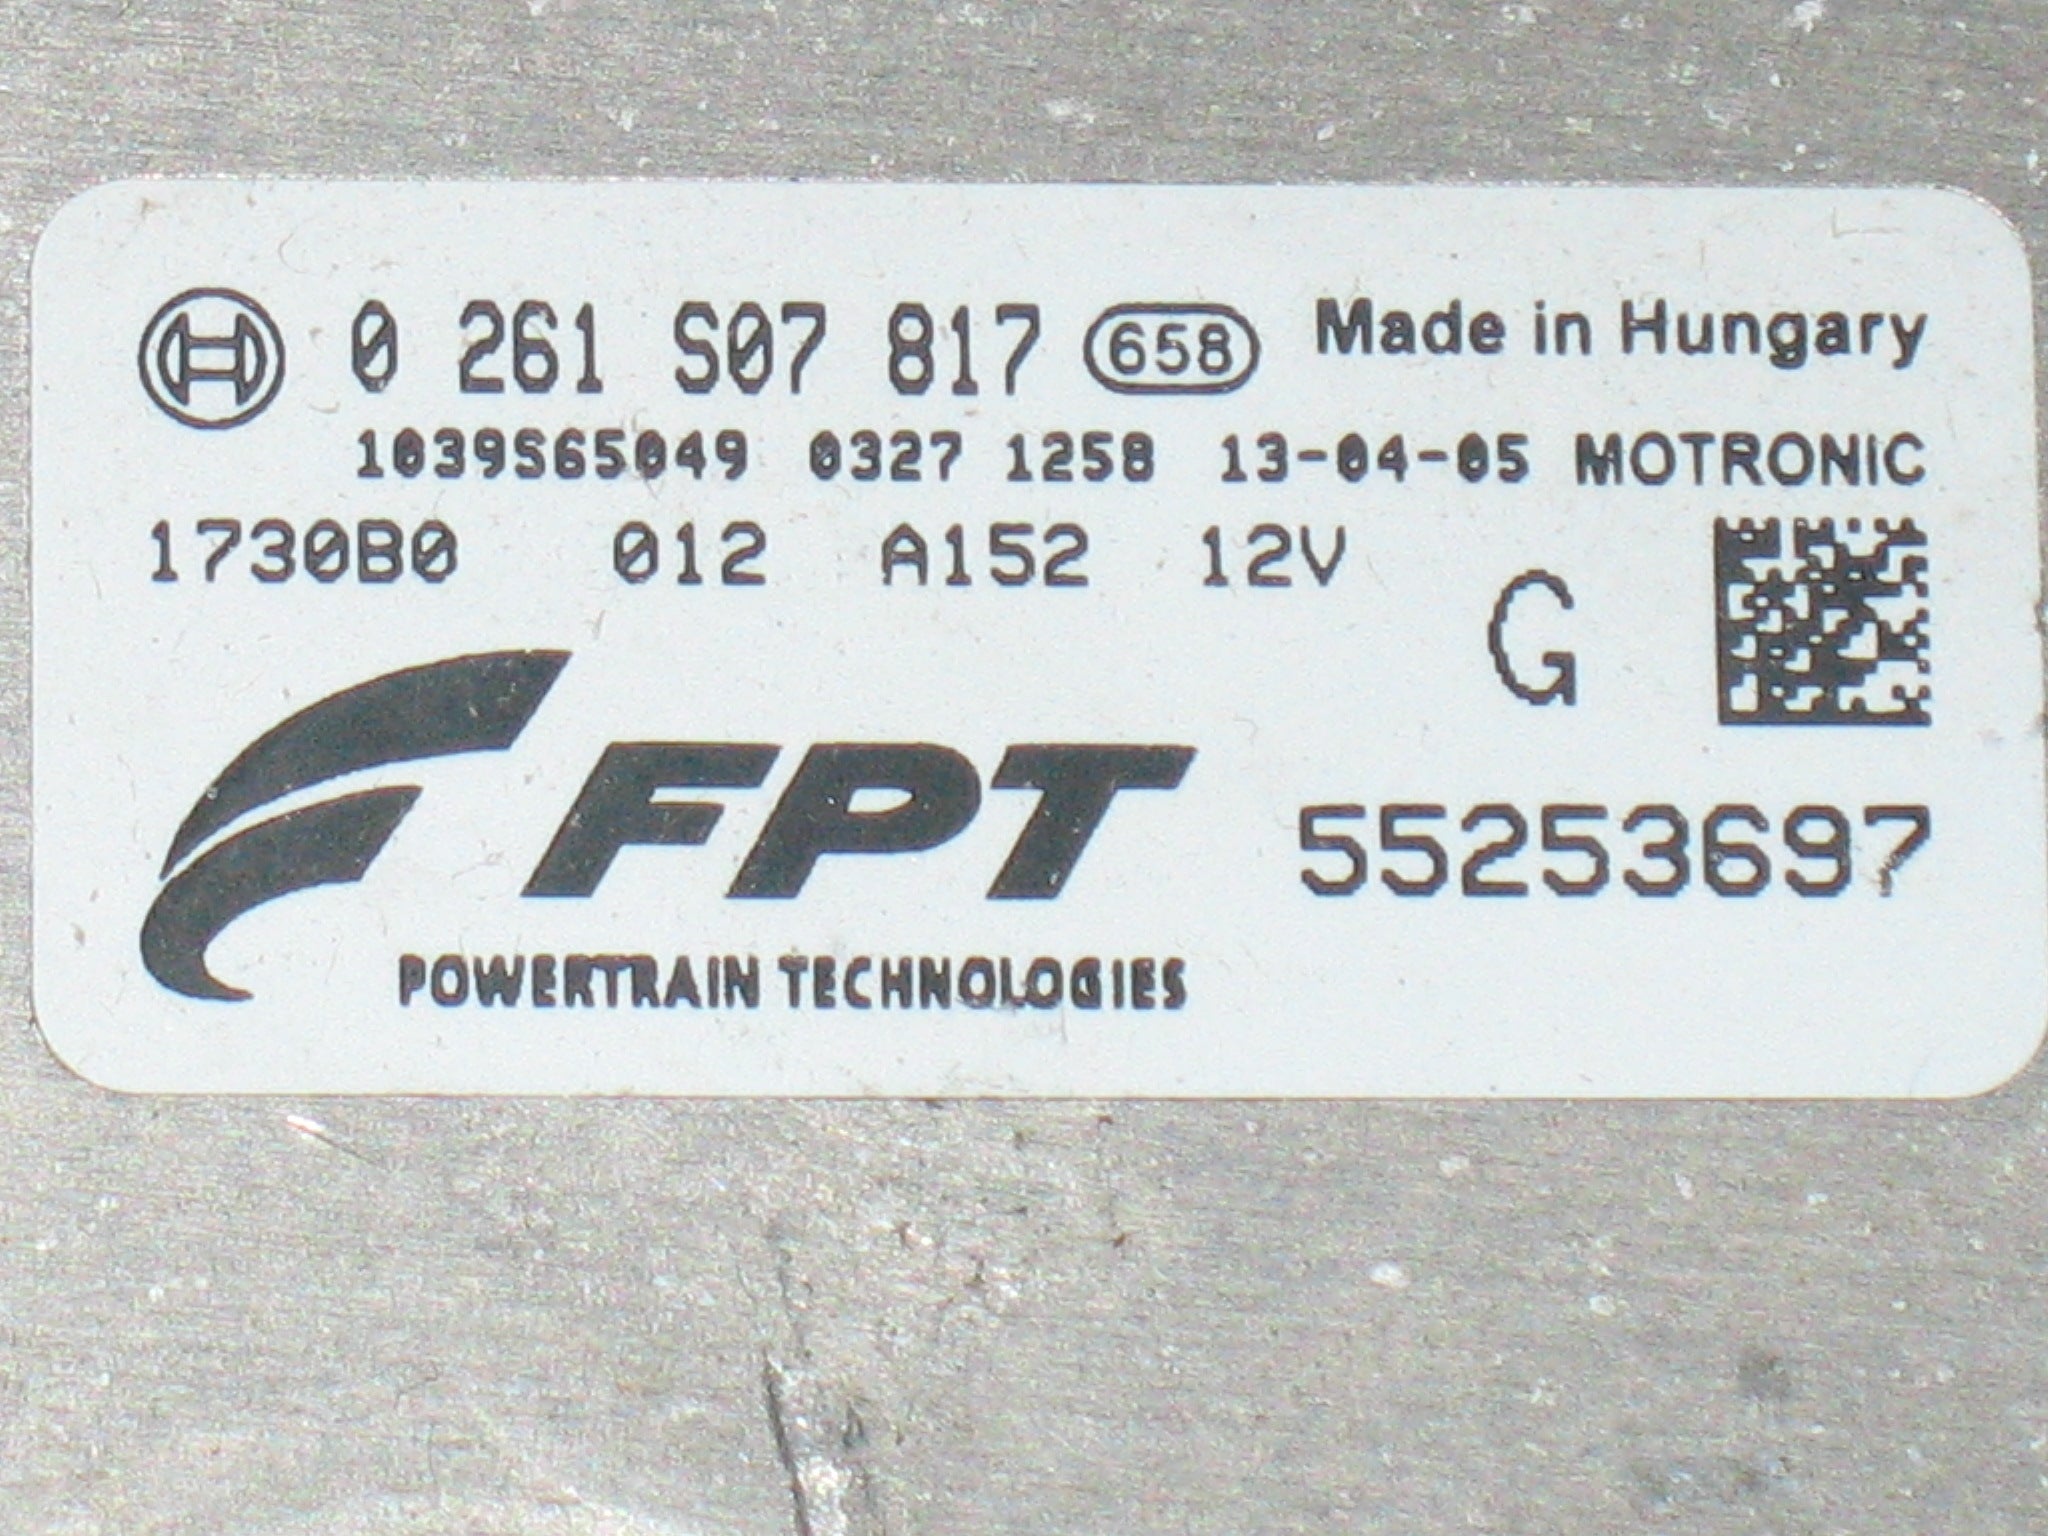 0 261 S07 817 658 Made in Hungary
1039S65049 0327 1258 13-04-05 MOTRONIC
1730B0 012 A152 12V
G
FPT 55253697
POWERTRAIN TECHNOLOGIES